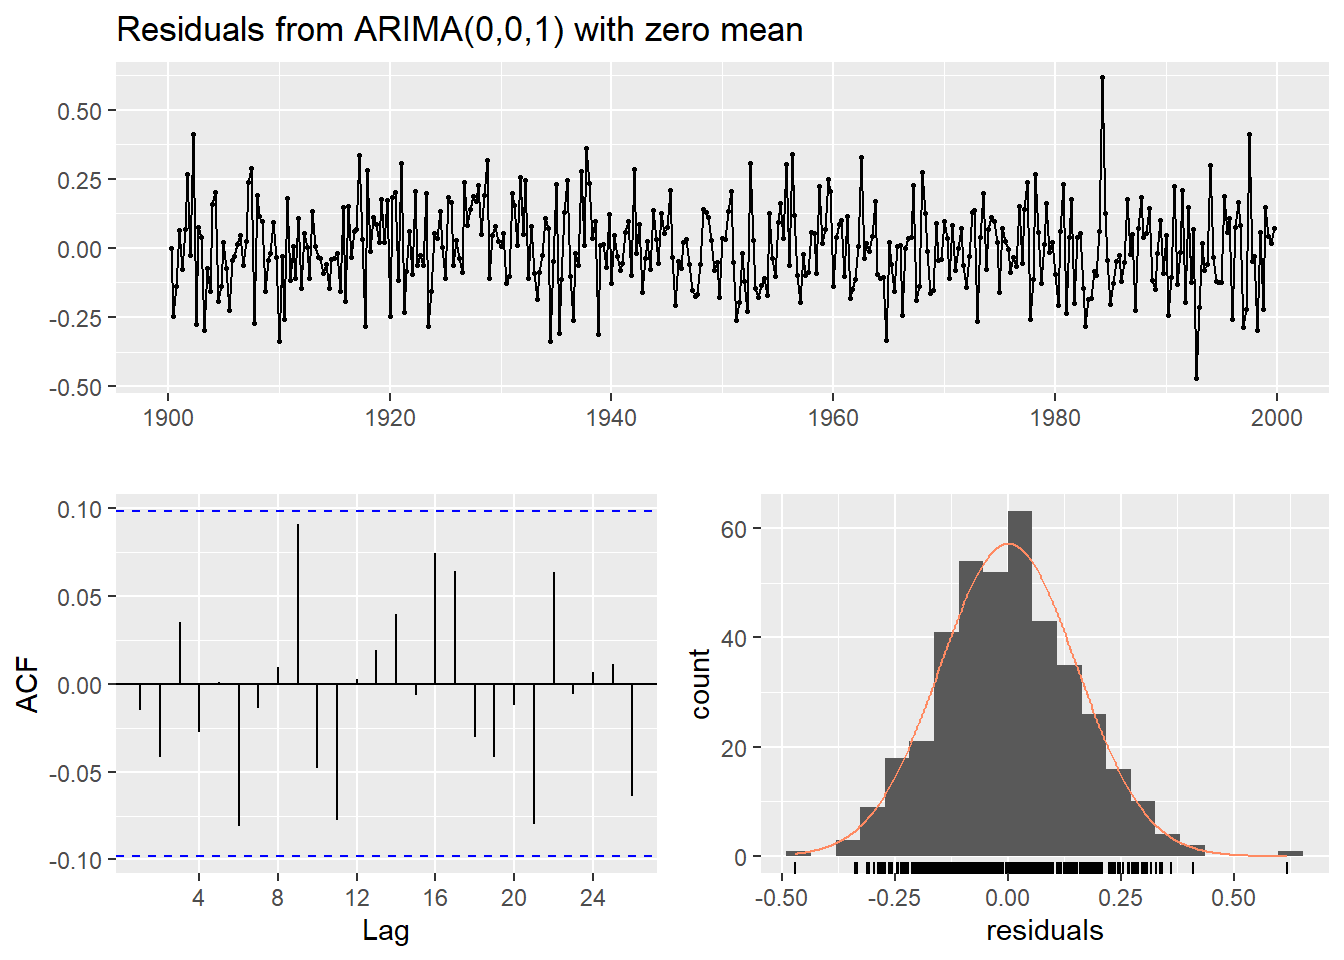 Residuals from ARIMA(0,0,1) with zero mean
0.50
0.25
0.00
-0.25
-0.50
1900 1920 1940 1960 1980 2000
ACF
0.10
0.05
0.00
-0.05
-0.10
4 8 12 16 20 24
Lag
count
60
40
20
0
-0.50 -0.25 0.00 0.25 0.50
residuals